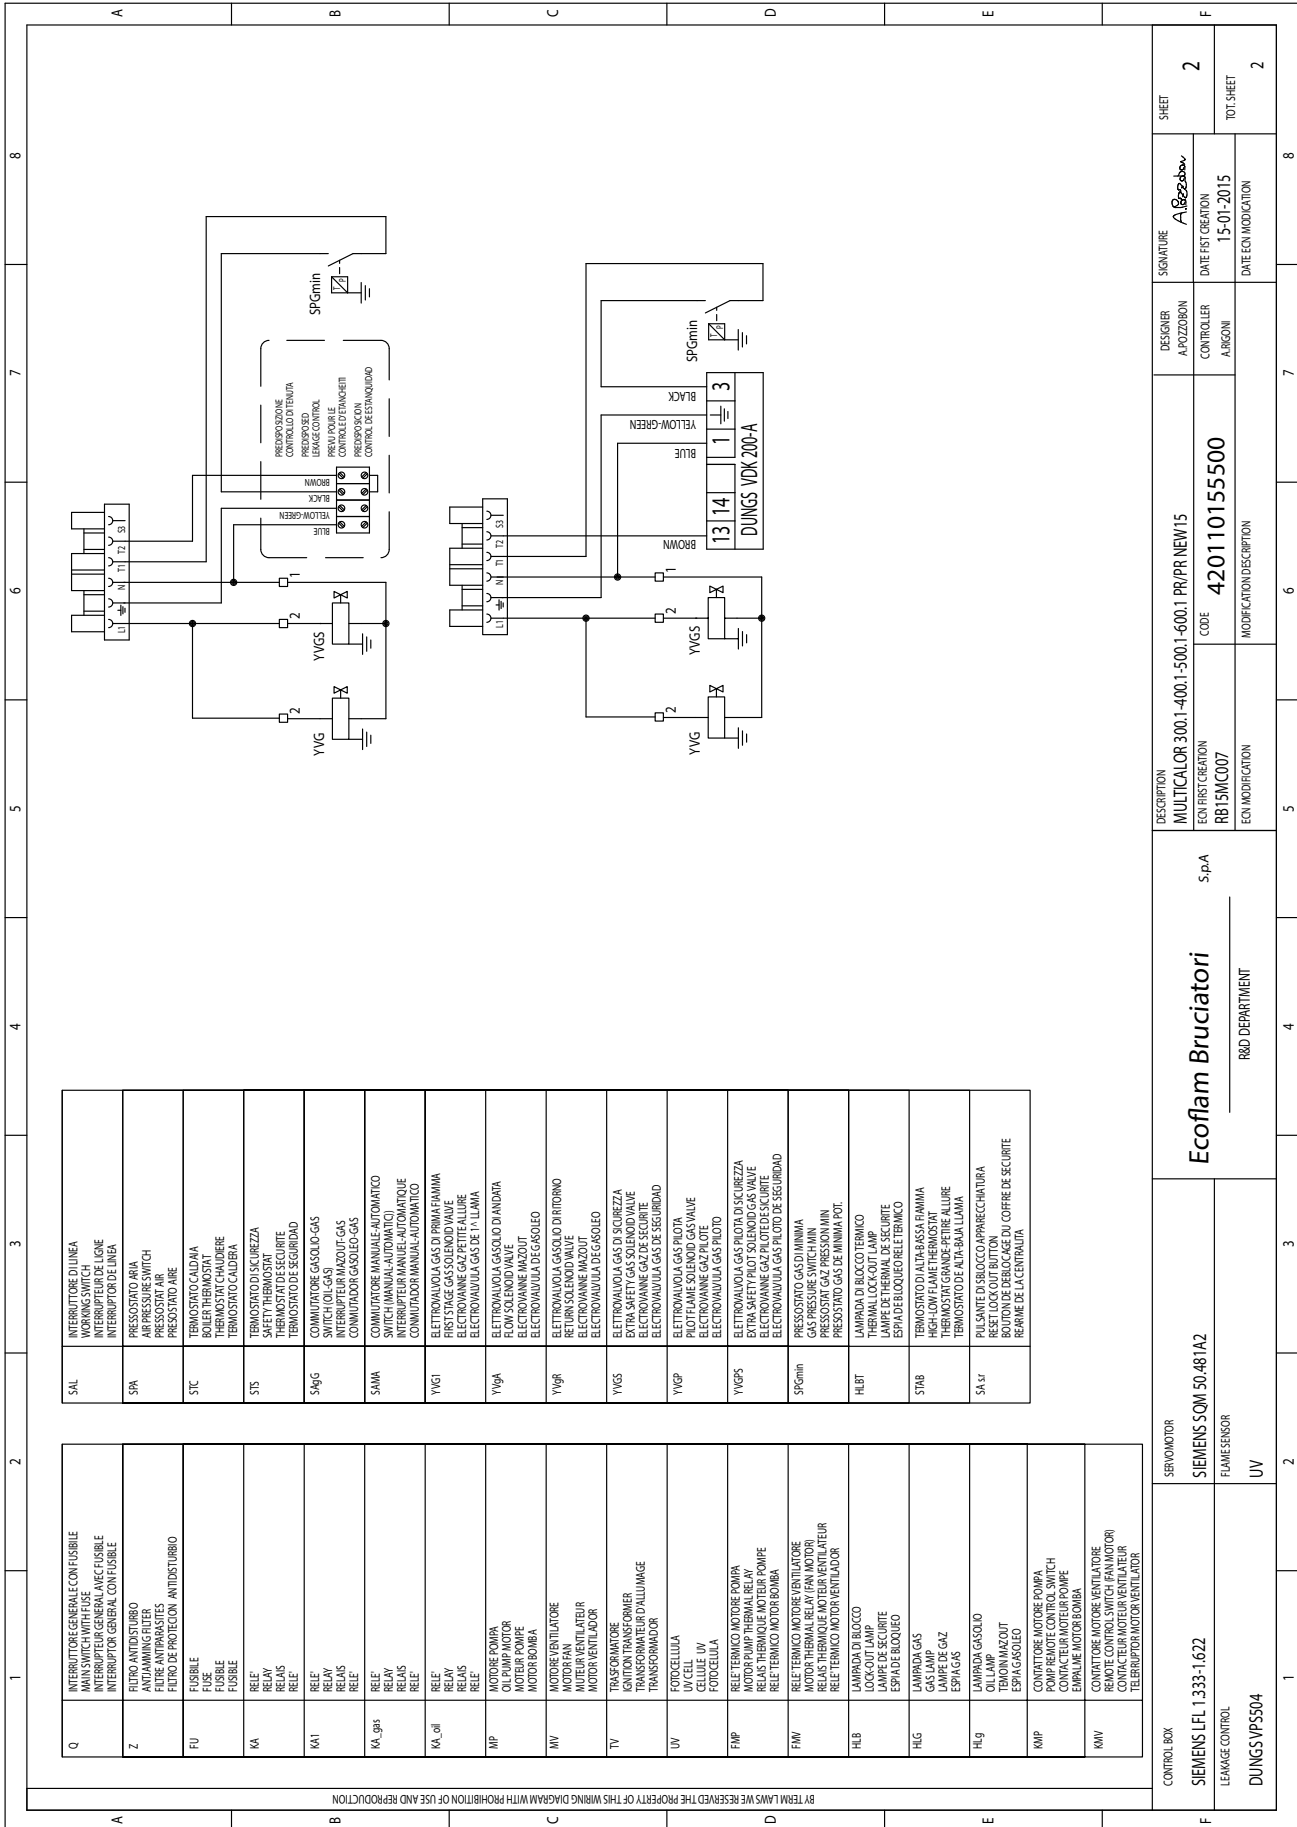 1
2
3
4
5
6
7
8
A
B
C
D
E
F
BY TERM LAWS WE RESERVED THE PROPERTY OF THIS WIRING DIAGRAM WITH PROHIBITION OF USE AND REPRODUCTION
Q
INTERRUTTORE GENERALE CON FUSIBILE
MAIN SWITCH WITH FUSE
INTERRUPTEUR GENERAL AVEC FUSIBLE
INTERRUPTOR GENERAL CON FUSIBLE
Z
FILTRO ANTIDISTURBO
ANTIJAMMING FILTER
FILTRE ANTIPARASITES
FILTRO DE PROTECION ANTIDISTURBIO
FU
FUSIBILE
FUSE
FUSIBLE
FUSIBLE
KA
RELE'
RELAY
RELAIS
RELE'
KA1
RELE'
RELAY
RELAIS
RELE'
KA_gas
RELE'
RELAY
RELAIS
RELE'
KA_oil
RELE'
RELAY
RELAIS
RELE'
MP
MOTORE POMPA
OIL PUMP MOTOR
MOTEUR POMPE
MOTOR BOMBA
MV
MOTORE VENTILATORE
MOTOR FAN
MUTEUR VENTILATEUR
MOTOR VENTILADOR
TV
TRASFORMATORE
IGNITION TRANSFORMER
TRANSFORMATEUR D'ALLUMAGE
TRANSFORMADOR
UV
FOTOCELLULA
UV CELL
CELLULE UV
FOTOCELULA
FMP
RELE' TERMICO MOTORE POMPA
MOTOR PUMP THERMAL RELAY
RELAIS THERMIQUE MOTEUR POMPE
RELE' TERMICO MOTOR BOMBA
FMV
RELE' TERMICO MOTORE VENTILATORE
MOTOR THERMAL RELAY (FAN MOTOR)
RELAIS THERMIQUE MOTEUR VENTILATEUR
RELE' TERMICO MOTOR VENTILADOR
HLB
LAMPADA DI BLOCCO
LOCK-OUT LAMP
LAMPE DE SECURITE
ESPIA DE BLOQUEO
HLG
LAMPADA GAS
GAS LAMP
LAMPE DE GAZ
ESPIA GAS
HLg
LAMPADA GASOLIO
OIL LAMP
TEMOIN MAZOUT
ESPIA GASOLEO
KMP
CONTATTORE MOTORE POMPA
POMP REMOTE CONTROL SWITCH
CONTACTEUR MOTEUR POMPE
EMPALME MOTOR BOMBA
KMV
CONTATTORE MOTORE VENTILATORE
REMOTE CONTROL SWITCH (FAN MOTOR)
CONTACTEUR MOTEUR VENTILATEUR
TELERRUPTOR MOTOR VENTILATOR
SAL
INTERRUTTORE DI LINEA
WORKING SWITCH
INTERRUPTEUR DE LIGNE
INTERRUPTOR DE LINEA
SPA
PRESSOSTATO ARIA
AIR PRESSURE SWITCH
PRESSOSTAT AIR
PRESOSTATO AIRE
STC
TERMOSTATO CALDAIA
BOILER THERMOSTAT
THERMOSTAT CHAUDIERE
TERMOSTATO CALDERA
STS
TERMOSTATO DI SICUREZZA
SAFETY THERMOSTAT
THERMOSTAT DE SECURITE
TERMOSTATO DE SEGURIDAD
SAgG
COMMUTATORE GASOLIO-GAS
SWITCH (OIL-GAS)
INTERRUPTEUR MAZOUT-GAS
CONMUTADOR GASOLEO-GAS
SAMA
COMMUTATORE MANUALE-AUTOMATICO
SWITCH (MANUAL-AUTOMATIC)
INTERRUPTEUR MANUEL-AUTOMATIQUE
CONMUTADOR MANUAL-AUTOMATICO
YVG1
ELETTROVALVOLA GAS DI PRIMA FIAMMA
FIRST STAGE GAS SOLENOID VALVE
ELECTROVANNE GAZ PETITE ALLURE
ELECTROVALVULA GAS DE 1^ LLAMA
YVgA
ELETTROVALVOLA GASOLIO DI ANDATA
FLOW SOLENOID VALVE
ELECTROVANNE MAZOUT
ELECTROVALVULA DE GASOLEO
YVgR
ELETTROVALVOLA GASOLIO DI RITORNO
RETURN SOLENOID VALVE
ELECTROVANNE MAZOUT
ELECTROVALVULA DE GASOLEO
YVGS
ELETTROVALVOLA GAS DI SICUREZZA
EXTRA SAFETY GAS SOLENOID VALVE
ELECTROVANNE GAZ DE SECURITE
ELECTROVALVULA GAS DE SEGURIDAD
YVGP
ELETTROVALVOLA GAS PILOTA
PILOT FLAME SOLENOID GAS VALVE
ELECTROVANNE GAZ PILOTE
ELECTROVALVULA GAS PILOTO
YVGPS
ELETTROVALVOLA GAS PILOTA DI SICUREZZA
EXTRA SAFETY PILOT SOLENOID GAS VALVE
ELECTROVANNE GAZ PILOTE DE SECURITE
ELECTROVALVULA GAS PILOTO DE SEGURIDAD
SPGmin
PRESSOSTATO GAS DI MINIMA
GAS PRESSURE SWITCH MIN
PRESSOSTAT GAZ PRESSION MIN
PRESOSTATO GAS DE MINIMA POT.
HLBT
LAMPADA DI BLOCCO TERMICO
THERMAL LOCK-OUT LAMP
LAMPE DE THERMAL DE SECURITE
ESPIA DE BLOQUEO RELE TERMICO
STAB
TERMOSTATO DI ALTA-BASSA FIAMMA
HIGH-LOW FLAME THERMOSTAT
THERMOSTAT GRANDE-PETITRE ALLURE
TERMOSTATO DE ALTA-BAJA LLAMA
SA sr
PULSANTE DI SBLOCCO APPARECCHIATURA
RESET LOCK OUT BUTTON
BOUTON DE DEBLOCAGE DU COFFRE DE SECURITE
REARME DE LA CENTRALITA
L1
N
T1
T2
S3
YVG
2
YVGS
2
1
BLUE
YELLOW-GREEN
BLACK
BROWN
PREDISPOSIZIONE
CONTROLLO DI TENUTA
PREDISPOSED
LEKAGE CONTROL
PREVU POUR LE
CONTROLE D'ETANCHEITI
PREDISPOSICION
CONTROL DE ESTANQUIDAD
SPGmin
T
P
L1
N
T1
T2
S3
YVG
2
YVGS
2
1
BROWN
BLUE
YELLOW-GREEN
BLACK
13 14 1 3
DUNGS VDK 200-A
SPGmin
T
P
CONTROL BOX
SIEMENS LFL 1.333-1.622
LEAKAGE CONTROL
DUNGS VPS504
SERVOMOTOR
SIEMENS SQM 50.481A2
FLAME SENSOR
UV
Ecoflam Bruciatori S.p.A
R&D DEPARTMENT
DESCRIPTION
MULTICALOR 300.1-400.1-500.1-600.1 PR/PR NEW15
ECN FIRST CREATION
RB15MC007
CODE
420110155500
ECN MODIFICATION
MODIFICATION DESCRIPTION
DESIGNER
A.POZZOBON
CONTROLLER
A.RIGONI
SIGNATURE
A.Pozzobon
DATE FIST CREATION
15-01-2015
DATE ECN MODICATION
SHEET
2
TOT. SHEET
2
1
2
3
4
5
6
7
8
A
B
C
D
E
F